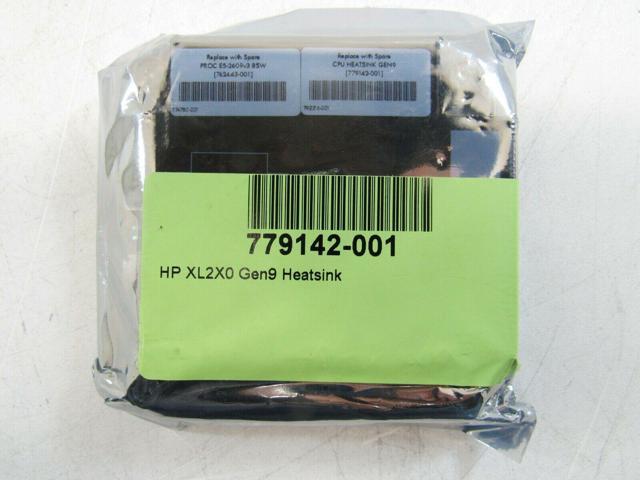 Replace with Spare
PROC E5-2609v3 85W
[762443-001]
Replace with Spare
CPU HEATSINK GEN9
[779142-001]
779142-001
HP XL2X0 Gen9 Heatsink